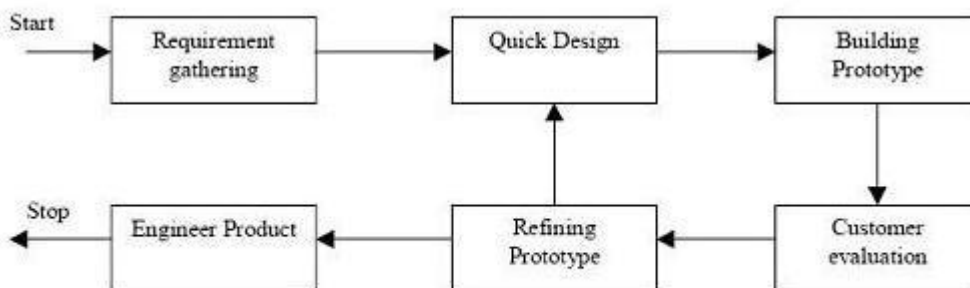 Start
Requirement
gathering
Quick Design
Building
Prototype
Stop
Engineer Product
Refining
Prototype
Customer
evaluation